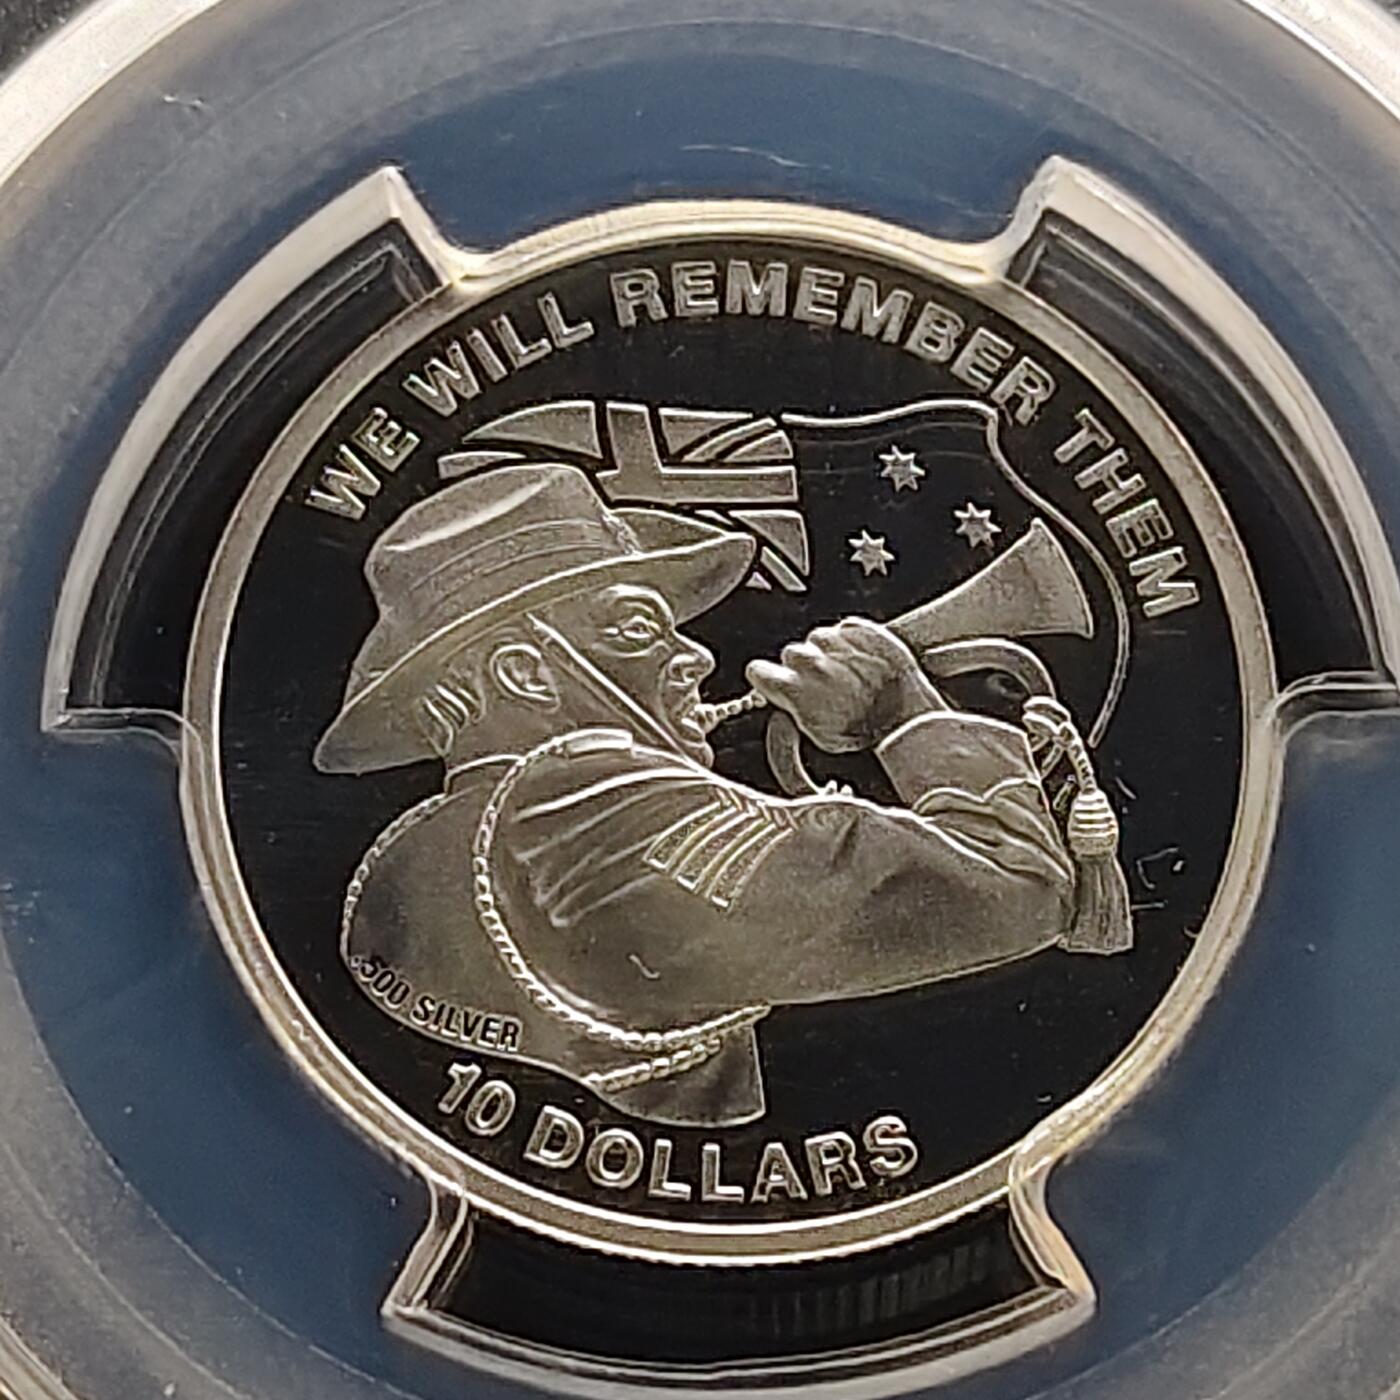 WE WILL REMEMBER THEM
.500 SILVER
10 DOLLARS